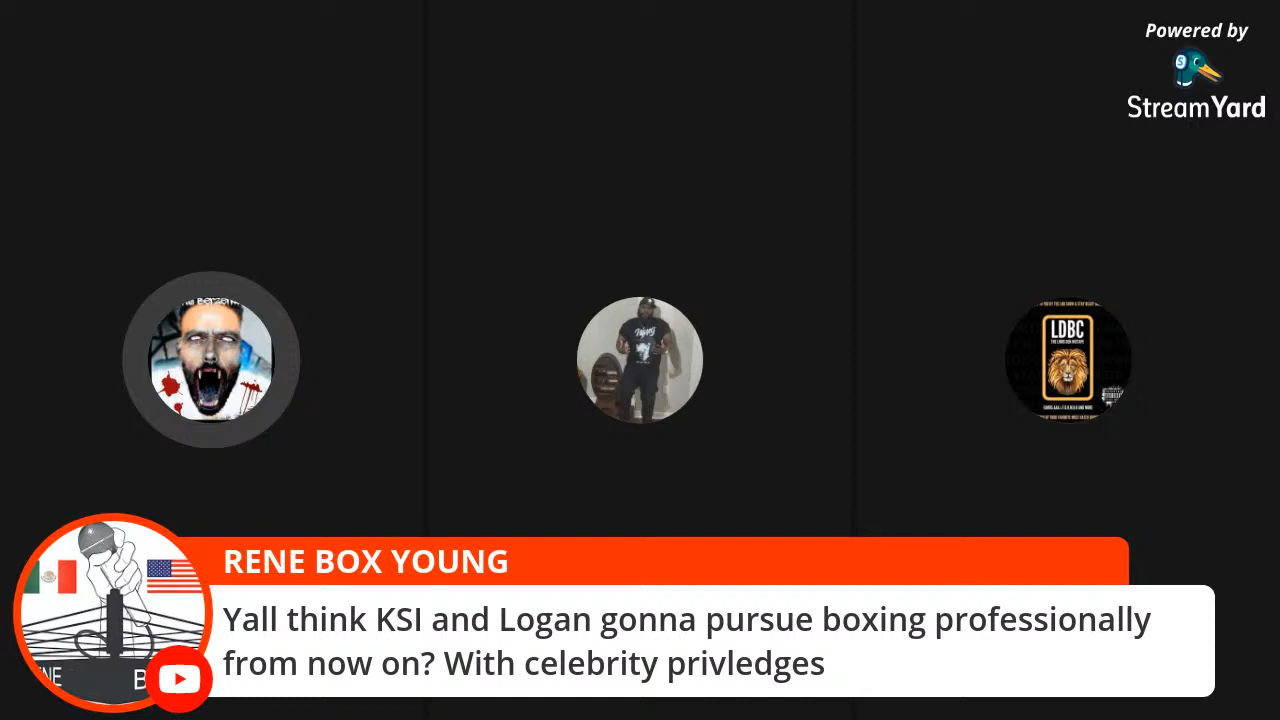 Powered by
StreamYard
LDBC
RENE BOX YOUNG
Yall think KSI and Logan gonna pursue boxing professionally
from now on? With celebrity privledges
NE
B